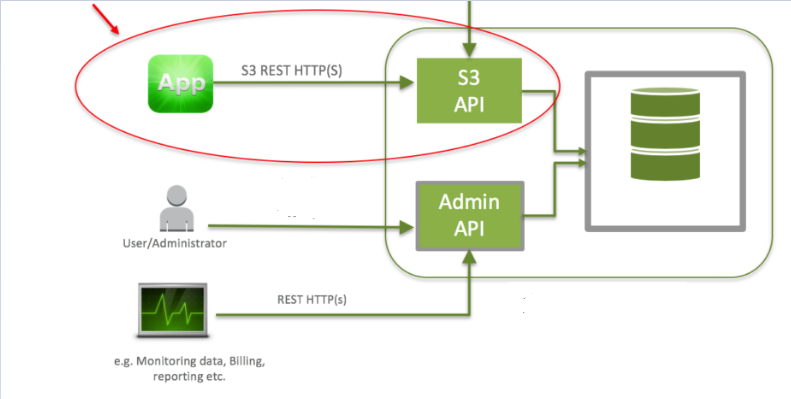 App
S3 REST HTTP(S)
S3
API
Admin
API
User/Administrator
REST HTTP(s)
e.g. Monitoring data, Billing,
reporting etc.